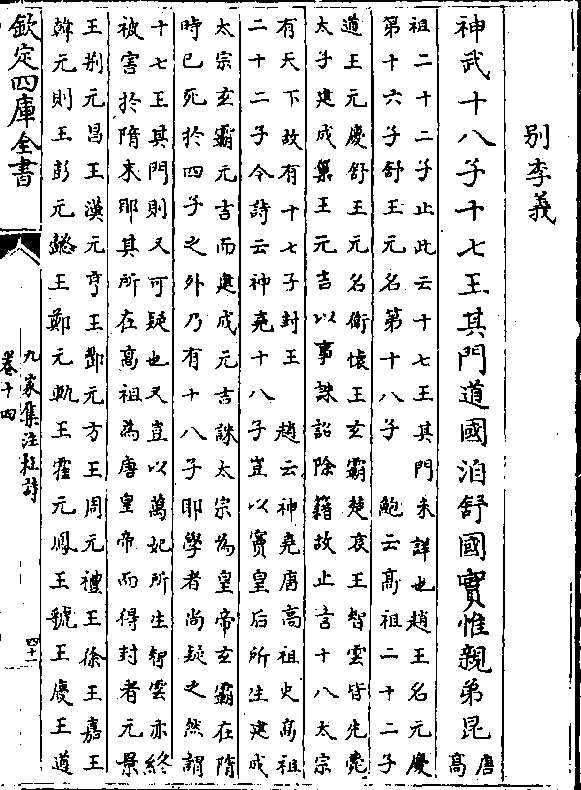 別李義
神武十八子十七王其門道國洎舒國實惟親弟昆唐高
祖二十二子止此云十七王其門未詳也趙王名元慶
第十六子舒王元名第十八子 鮑云高祖二十二子
道王元慶舒王元名衛懷王玄霸楚哀王智雲皆先薨
太子建成巢王元吉以事誅詔除籍故止言十八太宗
有天下故有十七子封王 趙云神堯唐高祖史高祖
二十二子今詩云神堯十八子豈以竇皇后所生建成
太宗玄霸元吉而建成元吉誅太宗為皇帝玄霸在隋
時已死於四子之外乃有十八子耶學者尚疑之然謂
十七王其門則又可疑也又豈以萬妃所生智雲亦終
被害於隋末耶其所在高祖為唐皇帝而得封者元景
王荆元昌王漢元亨王酆元方王周元禮王徐王嘉王
韓元則王彭元懿王鄭元軌王霍元鳳王虢王慶王道
欽定四庫全書
九家集注杜詩
卷十四
四十一